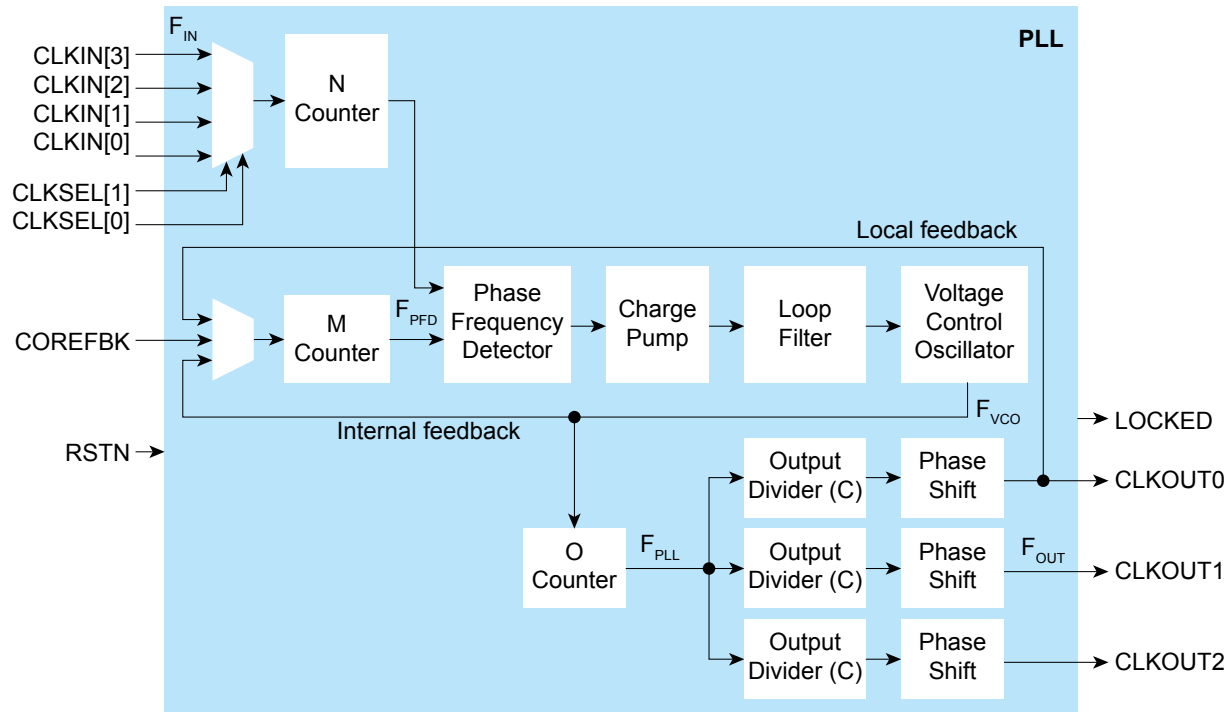 F_IN
PLL
CLKIN[3]
CLKIN[2]
CLKIN[1]
CLKIN[0]
CLKSEL[1]
CLKSEL[0]
N
Counter
Local feedback
COREFBK
M
Counter
F_PFD
Phase
Frequency
Detector
Charge
Pump
Loop
Filter
Voltage
Control
Oscillator
Internal feedback
F_VCO
RSTN
LOCKED
Output
Divider (C)
Phase
Shift
CLKOUT0
O
Counter
F_PLL
Output
Divider (C)
Phase
Shift
F_OUT
CLKOUT1
Output
Divider (C)
Phase
Shift
CLKOUT2